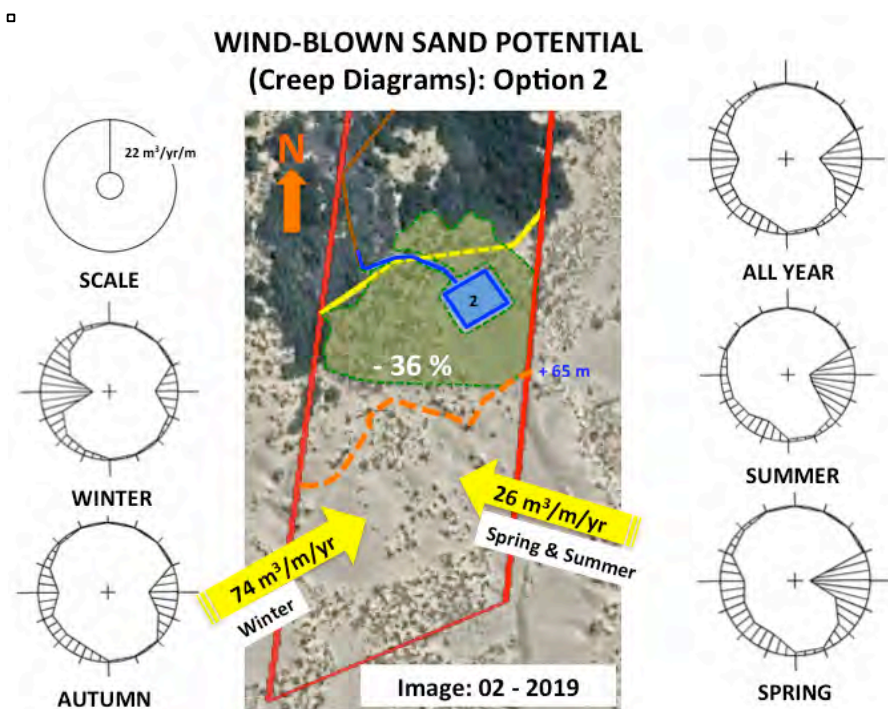 WIND-BLOWN SAND POTENTIAL
(Creep Diagrams): Option 2
22 m³/yr/m
SCALE
N
ALL YEAR
2
- 36 %
+ 65 m
WINTER
SUMMER
26 m³/m/yr
Spring & Summer
74 m³/m/yr
Winter
AUTUMN
Image: 02 - 2019
SPRING